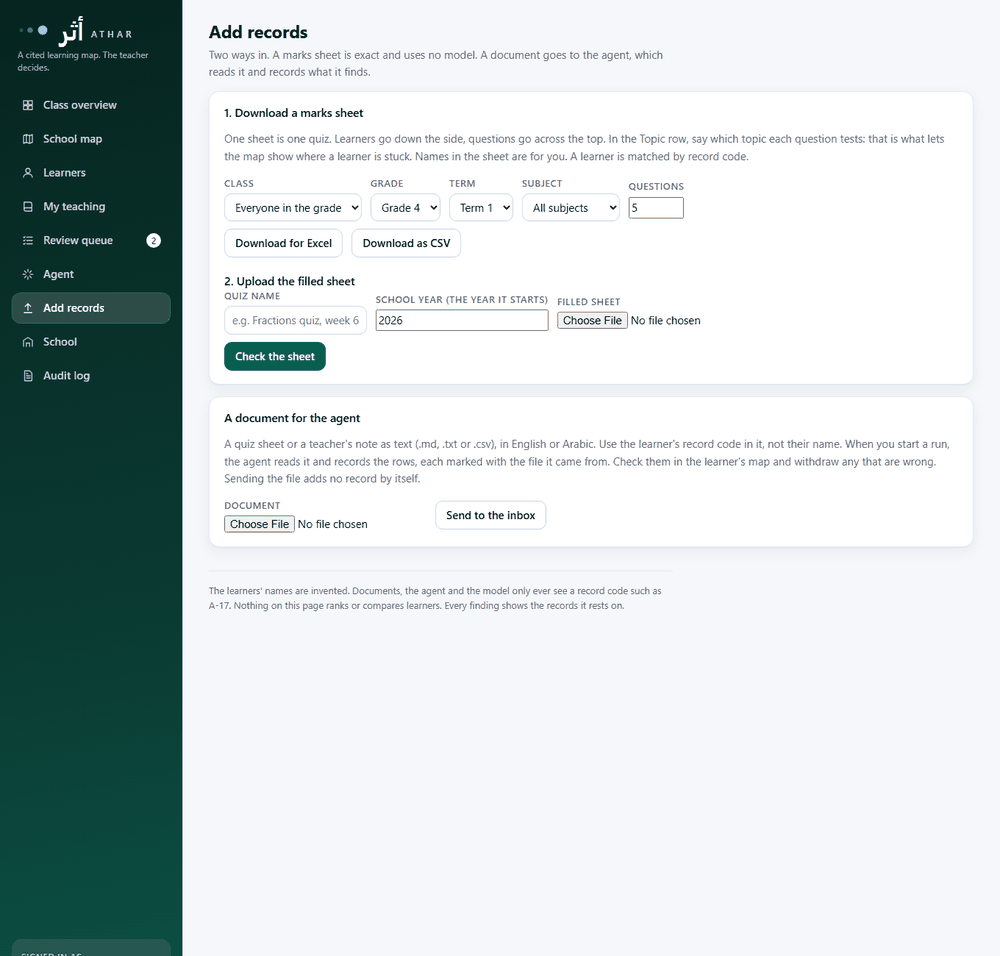 أثر ATHAR
A cited learning map. The teacher
decides.
Class overview
School map
Learners
My teaching
Review queue 2
Agent
Add records
School
Audit log
Add records
Two ways in. A marks sheet is exact and uses no model. A document goes to the agent, which
reads it and records what it finds.
1. Download a marks sheet
One sheet is one quiz. Learners go down the side, questions go across the top. In the Topic row, say which topic each question tests: that is what lets
the map show where a learner is stuck. Names in the sheet are for you. A learner is matched by record code.
CLASS GRADE TERM SUBJECT QUESTIONS
Everyone in the grade Grade 4 Term 1 All subjects 5
Download for Excel Download as CSV
2. Upload the filled sheet
QUIZ NAME SCHOOL YEAR (THE YEAR IT STARTS) FILLED SHEET
e.g. Fractions quiz, week 6 2026 Choose File No file chosen
Check the sheet
A document for the agent
A quiz sheet or a teacher's note as text (.md, .txt or .csv), in English or Arabic. Use the learner's record code in it, not their name. When you start a run,
the agent reads it and records the rows, each marked with the file it came from. Check them in the learner's map and withdraw any that are wrong.
Sending the file adds no record by itself.
DOCUMENT
Choose File No file chosen Send to the inbox
The learners' names are invented. Documents, the agent and the model only ever see a record code such as
A-17. Nothing on this page ranks or compares learners. Every finding shows the records it rests on.